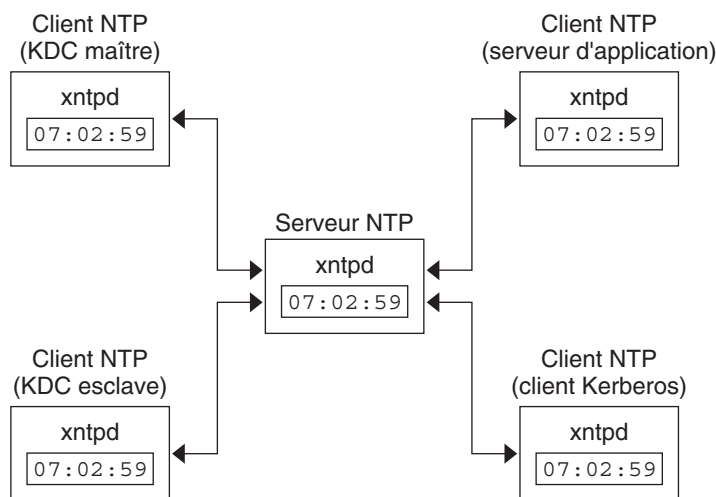 Client NTP
(KDC maître)
xntpd
07:02:59
Client NTP
(serveur d'application)
xntpd
07:02:59
Serveur NTP
xntpd
07:02:59
Client NTP
(KDC esclave)
xntpd
07:02:59
Client NTP
(client Kerberos)
xntpd
07:02:59